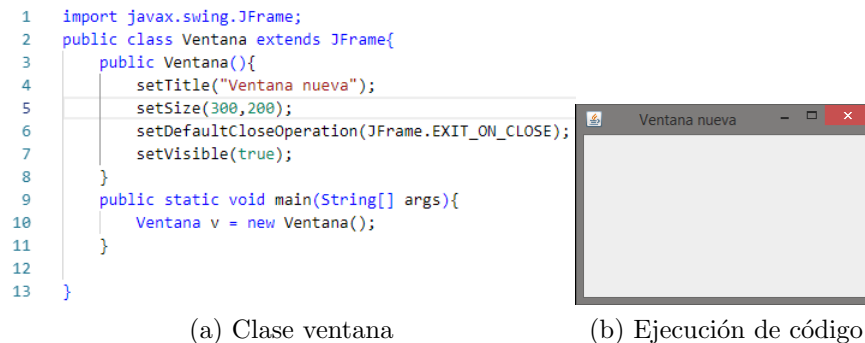 1 import javax.swing.JFrame;
2 public class Ventana extends JFrame{
3 public Ventana(){
4 setTitle("Ventana nueva");
5 setSize(300,200);
6 setDefaultCloseOperation(JFrame.EXIT_ON_CLOSE);
7 setVisible(true);
8 }
9 public static void main(String[] args){
10 Ventana v = new Ventana();
11 }
12
13 }
Ventana nueva
(a) Clase ventana
(b) Ejecución de código